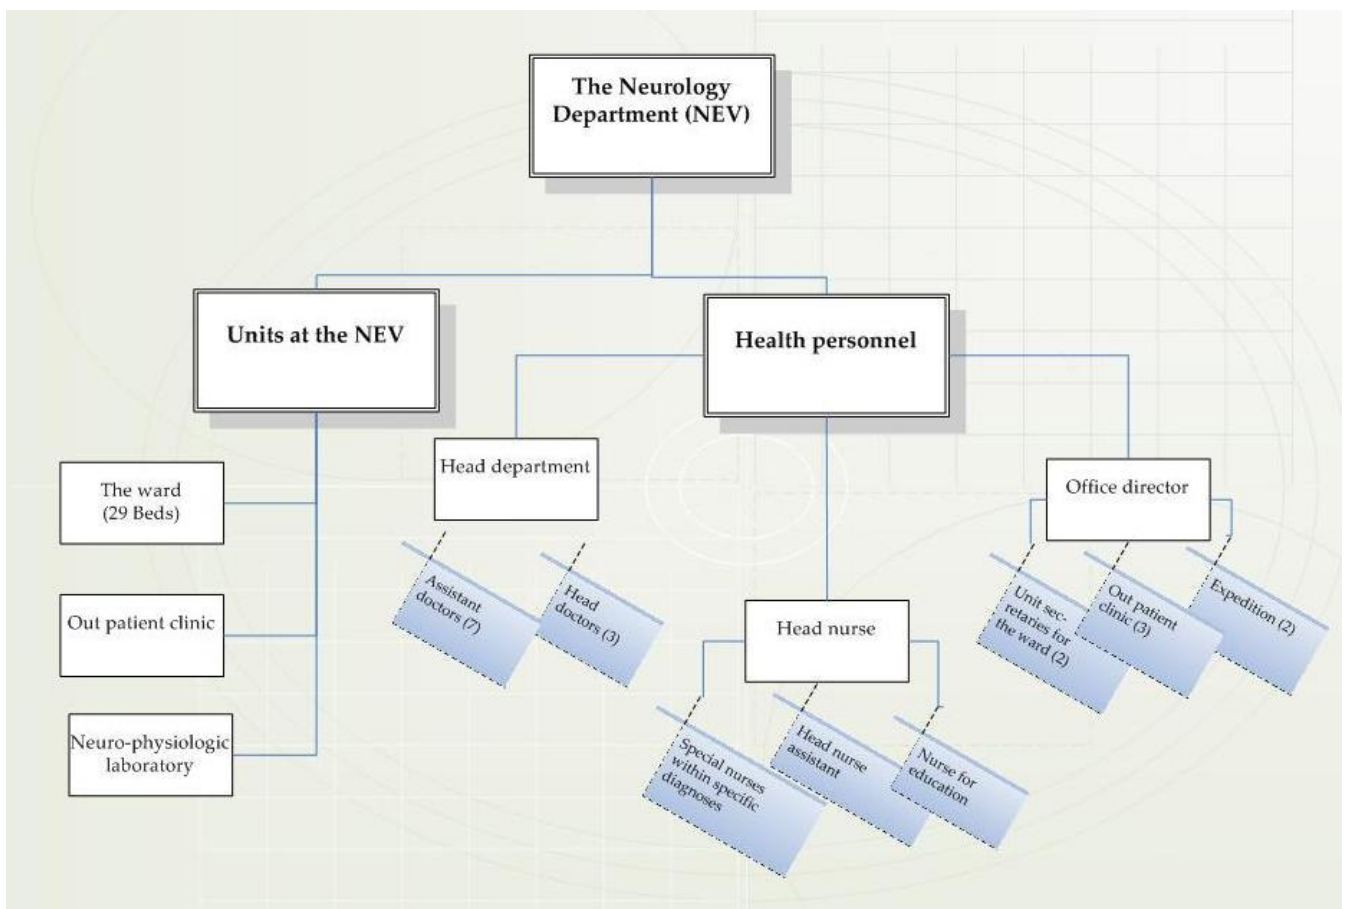 The Neurology
Department (NEV)
Units at the NEV
Health personnel
The ward
(29 Beds)
Out patient clinic
Neuro-physiologic
laboratory
Head department
Assistant
doctors (7)
Head
doctors (3)
Head nurse
Special nurses
within specific
diagnoses
Head nurse
assistant
Nurse for
education
Office director
Unit sec-
retaries for
the ward (2)
Out patient
clinic (3)
Expedition (2)